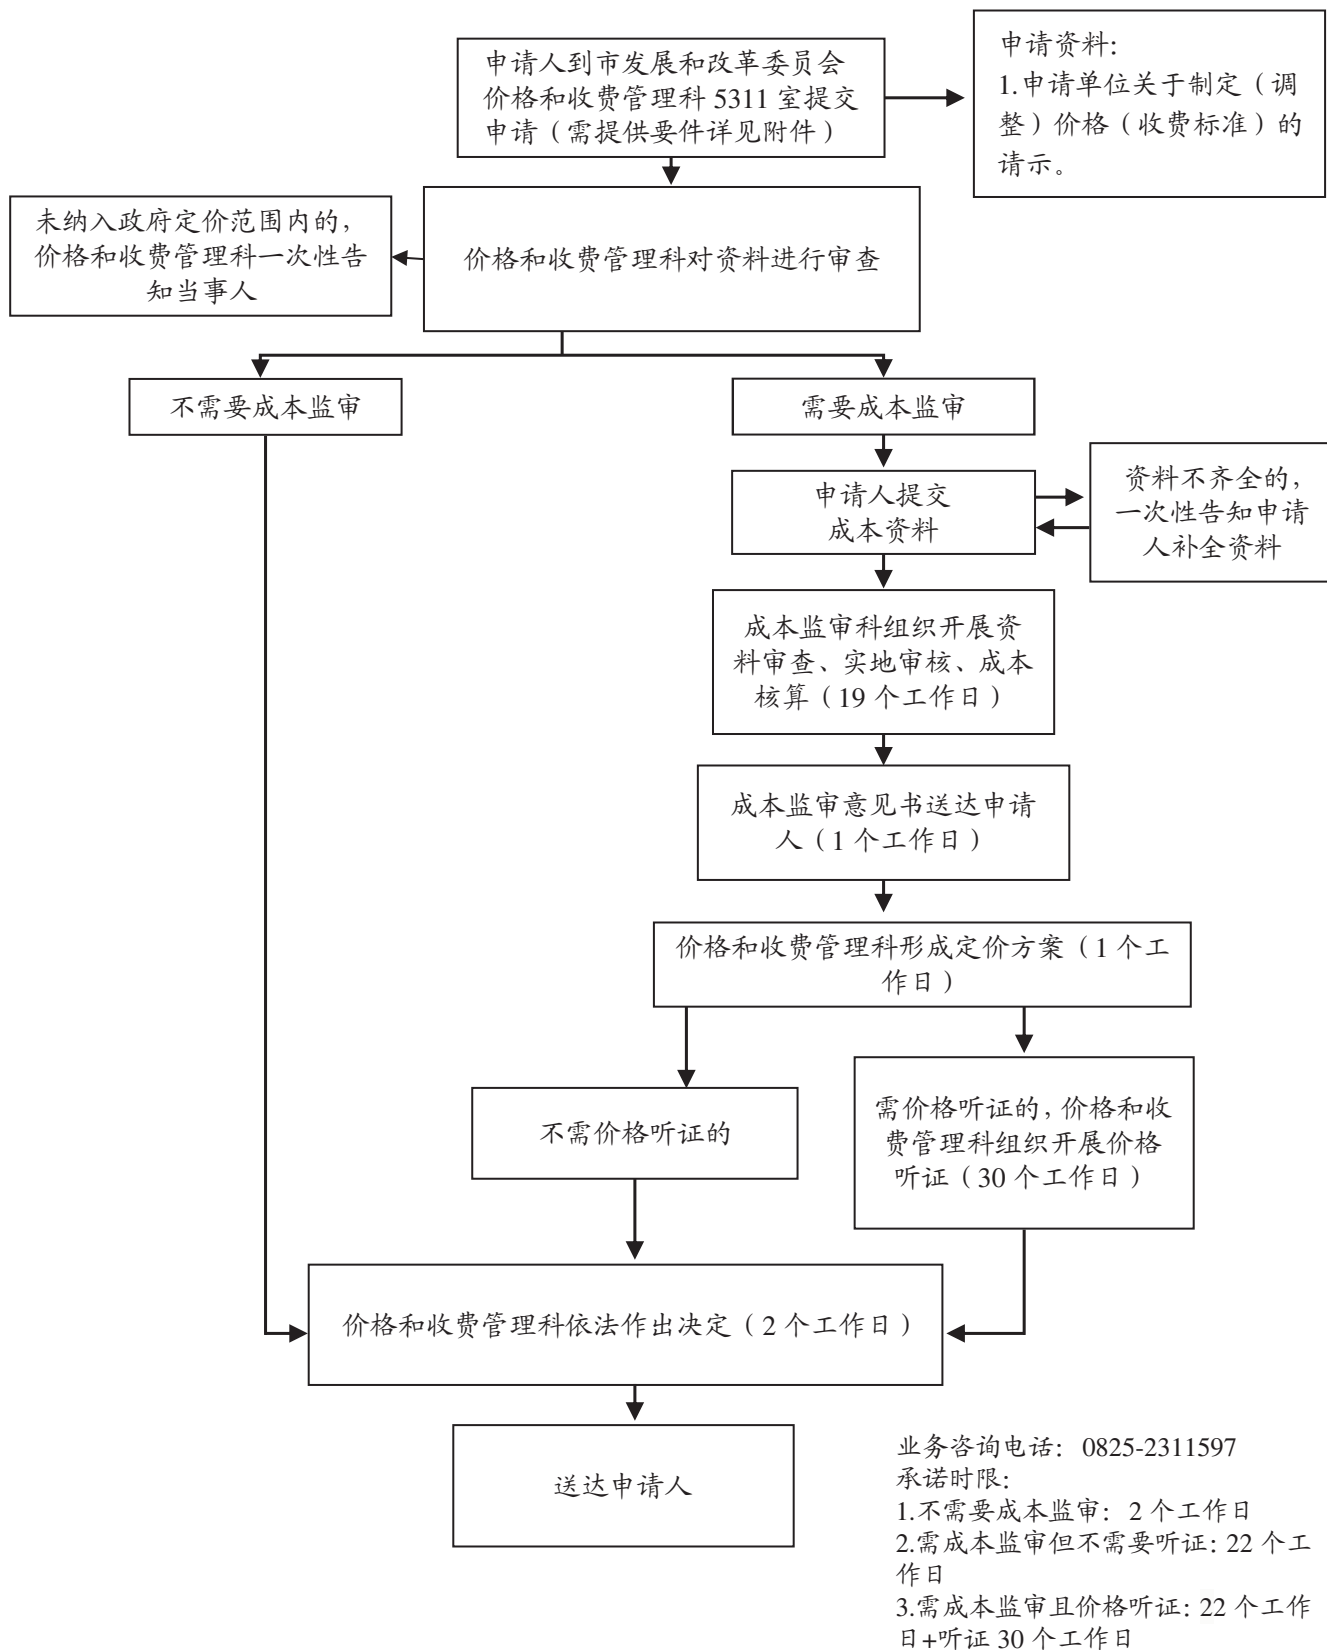 申请人到市发展和改革委员会
价格和收费管理科 5311 室提交
申请（需提供要件详见附件）
申请资料：
1.申请单位关于制定（调
整）价格（收费标准）的
请示。
未纳入政府定价范围内的，
价格和收费管理科一次性告
知当事人
价格和收费管理科对资料进行审查
不需要成本监审
需要成本监审
申请人提交
成本资料
资料不齐全的，
一次性告知申请
人补全资料
成本监审科组织开展资
料审查、实地审核、成本
核算（19 个工作日）
成本监审意见书送达申请
人（1 个工作日）
价格和收费管理科形成定价方案（1 个工
作日）
不需价格听证的
需价格听证的，价格和收
费管理科组织开展价格
听证（30 个工作日）
价格和收费管理科依法作出决定（2 个工作日）
送达申请人
业务咨询电话：0825-2311597
承诺时限：
1.不需要成本监审：2 个工作日
2.需成本监审但不需要听证：22 个工
作日
3.需成本监审且价格听证：22 个工作
日+听证 30 个工作日